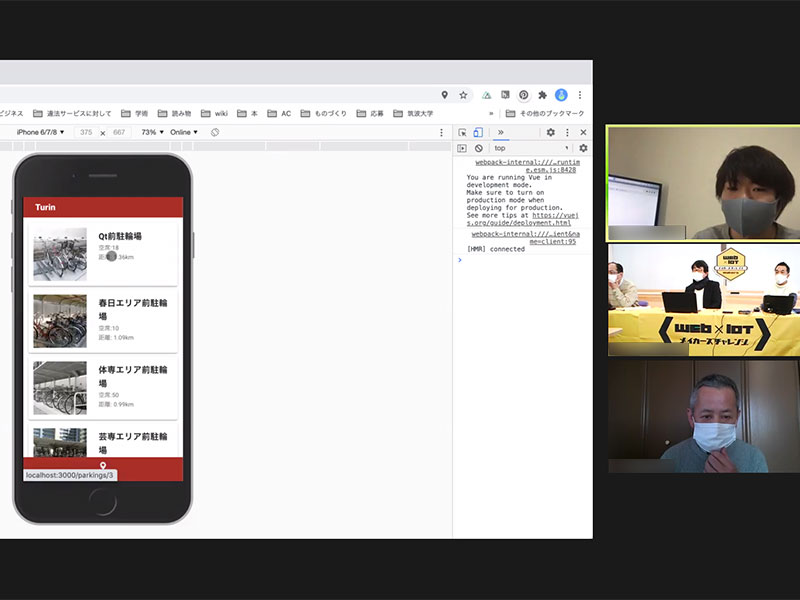 ビジネス 違法サービスに対して 学術 読み物 wiki 本 AC ものづくり 応募 筑波大学 » その他のブックマーク
iPhone 6/7/8 ▼ 375 × 667 73% ▼ Online ▼
»
top
Turin
Qt前駐輪場
空席:18
春日エリア前駐輪
場
空席:10
距離: 1.09km
体専エリア前駐輪
場
空席:50
距離: 0.99km
芸専エリア前駐輪
場
localhost:3000/parkings/3
webpack-internal:///…runtim
e.esm.js:8428
You are running Vue in
development mode.
Make sure to turn on
production mode when
deploying for production.
See more tips at https://vuej
s.org/guide/deployment.html
webpack-internal:///…ent&na
me=client:95
[HMR] connected
›
WEB×IOT
メイカーズチャレンジ